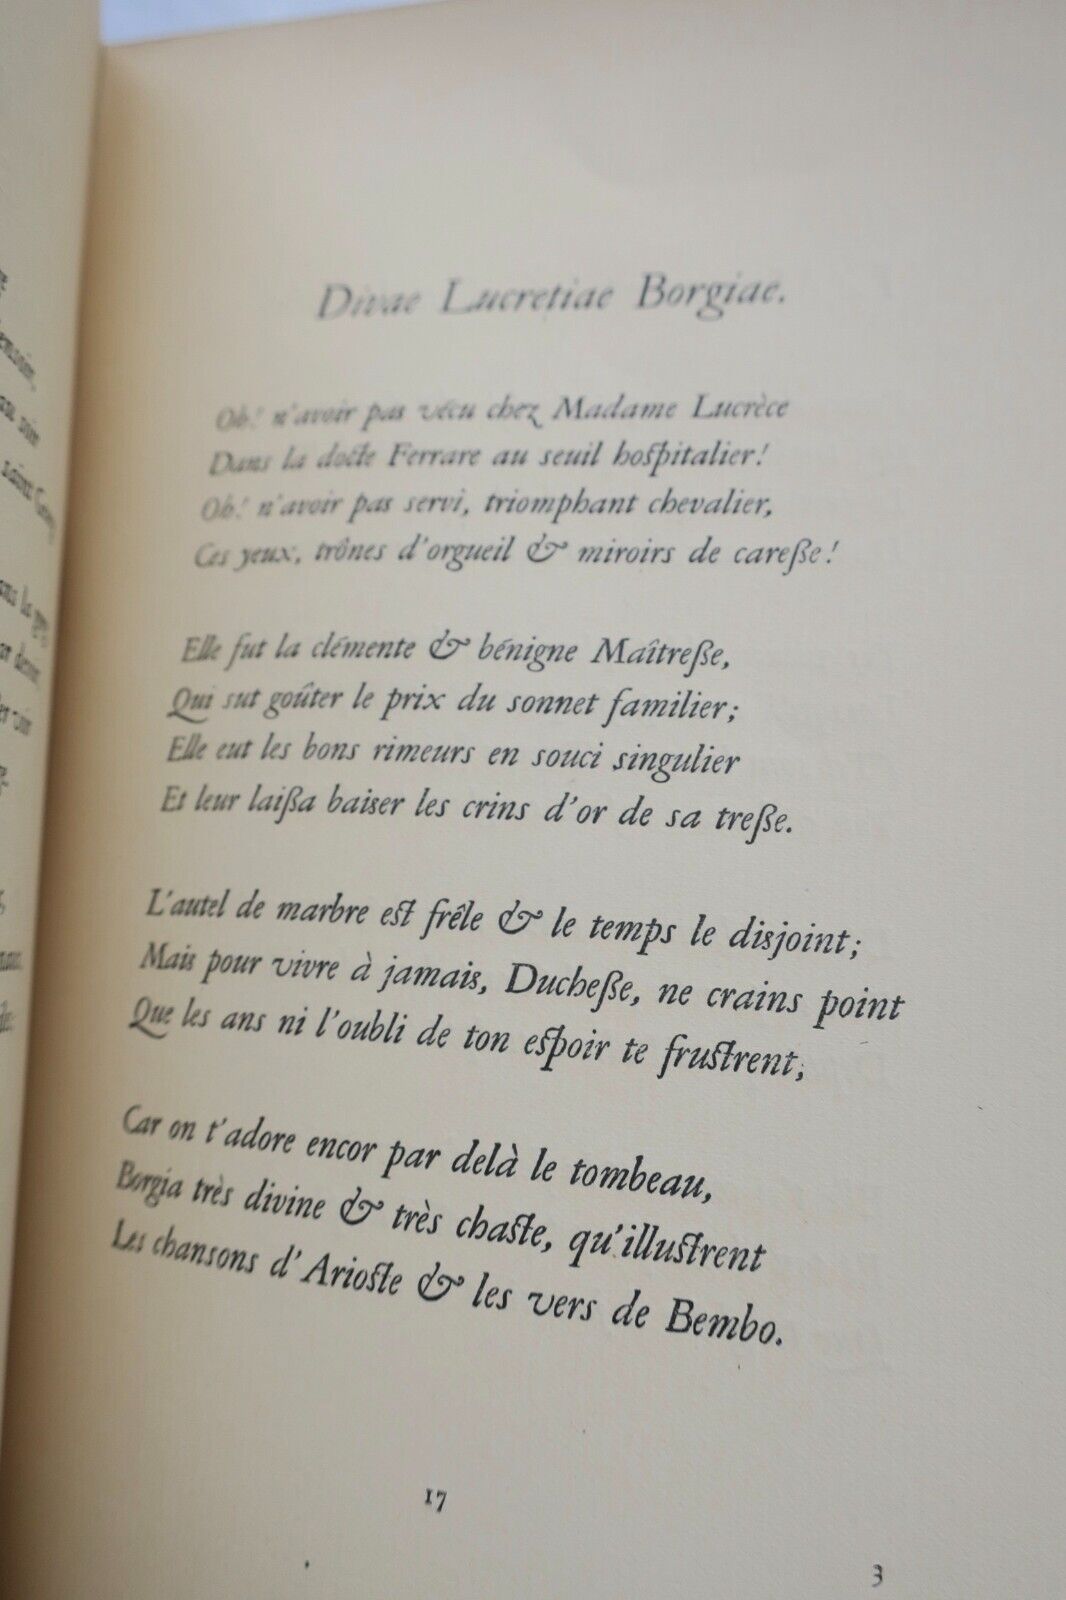 Divae Lucretiae Borgiae.
Oh! n'avoir pas vécu chez Madame Lucrèce
Dans la docte Ferrare au seuil hospitalier!
Oh! n'avoir pas servi, triomphant chevalier,
Ces yeux, trônes d'orgueil & miroirs de careße!
Elle fut la clémente & bénigne Maîtreße,
Qui sut goûter le prix du sonnet familier;
Elle eut les bons rimeurs en souci singulier
Et leur laißa baiser les crins d'or de sa treße.
L'autel de marbre est frêle & le temps le disjoint;
Mais pour vivre à jamais, Ducheße, ne crains point
Que les ans ni l'oubli de ton espoir te frustrent;
Car on t'adore encor par delà le tombeau,
Borgia très divine & très chaste, qu'illustrent
Les chansons d'Arioste & les vers de Bembo.
17
3